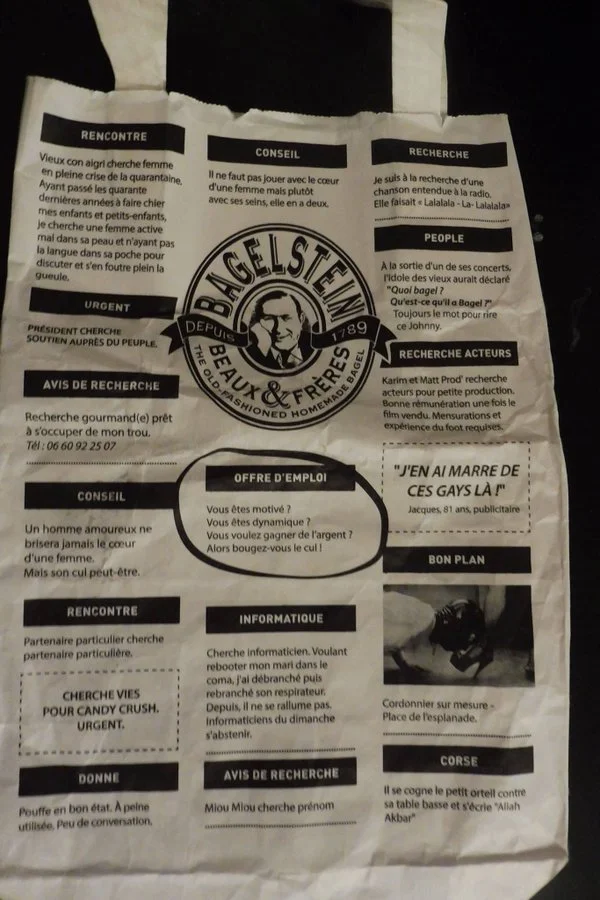 RENCONTRE
Vieux con aigri cherche femme
en pleine crise de la quarantaine.
Ayant passé les quarante
dernières années à faire chier
mes enfants et petits-enfants,
je cherche une femme active
mal dans sa peau et n'ayant pas
la langue dans sa poche pour
discuter et s'en foutre plein la
gueule.
URGENT
PRÉSIDENT CHERCHE
SOUTIEN AUPRÈS DU PEUPLE.
AVIS DE RECHERCHE
Recherche gourmand(e) prêt
à s'occuper de mon trou.
Tél : 06 60 92 25 07
CONSEIL
Un homme amoureux ne
brisera jamais le cœur
d'une femme.
Mais son cul peut-être.
RENCONTRE
Partenaire particulier cherche
partenaire particulière.
CHERCHE VIES
POUR CANDY CRUSH.
URGENT.
DONNE
Pouffe en bon état. À peine
utilisée. Peu de conversation.
CONSEIL
Il ne faut pas jouer avec le cœur
d'une femme mais plutôt
avec ses seins, elle en a deux.
BAGELSTEIN
DEPUIS 1789
BEAUX & FRÈRES
THE OLD-FASHIONED HOMEMADE BAGEL
OFFRE D'EMPLOI
Vous êtes motivé ?
Vous êtes dynamique ?
Vous voulez gagner de l'argent ?
Alors bougez-vous le cul !
INFORMATIQUE
Cherche informaticien. Voulant
rebooter mon mari dans le
coma, j'ai débranché puis
rebranché son respirateur.
Depuis, il ne se rallume pas.
Informaticiens du dimanche
s'abstenir.
AVIS DE RECHERCHE
Miou Miou cherche prénom
RECHERCHE
Je suis à la recherche d'une
chanson entendue à la radio.
Elle faisait « Lalalala - La- Lalalala»
PEOPLE
À la sortie d'un de ses concerts,
l'idole des vieux aurait déclaré
"Quoi bagel ?
Qu'est-ce qu'il a Bagel ?"
Toujours le mot pour rire
ce Johnny.
RECHERCHE ACTEURS
Karim et Matt Prod' recherche
acteurs pour petite production.
Bonne rémunération une fois le
film vendu. Mensurations et
expérience du foot requises.
"J'EN AI MARRE DE
CES GAYS LÀ !"
Jacques, 81 ans, publicitaire
BON PLAN
Cordonnier sur mesure -
Place de l'esplanade.
CORSE
Il se cogne le petit orteil contre
sa table basse et s'écrie "Allah
Akbar"